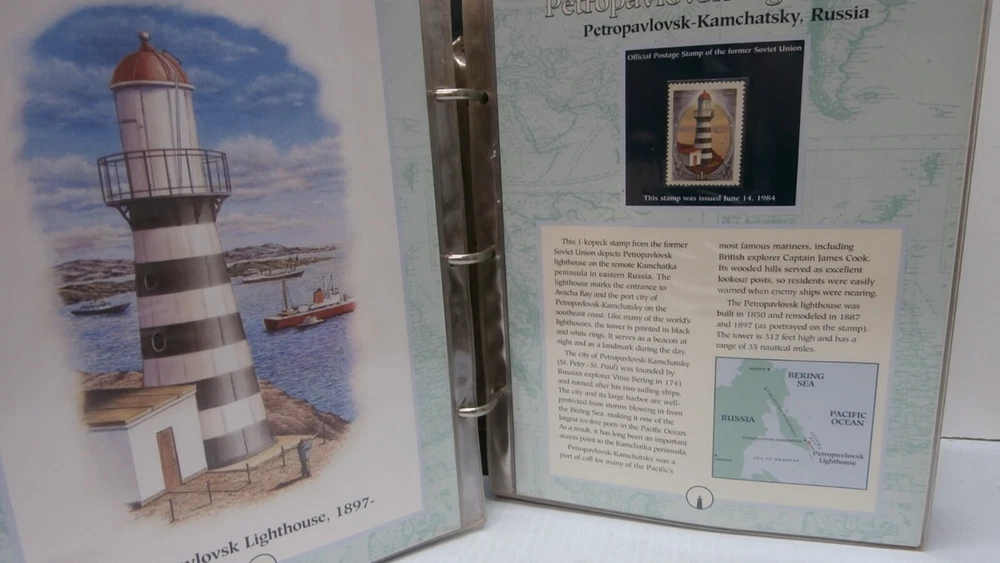 vlovsk Lighthouse, 1897-
Petropavlovsk-Kamchatsky, Russia
Official Postage Stamp of the former Soviet Union
This stamp was issued June 14, 1984
This 1-kopeck stamp from the former
Soviet Union depicts Petropavlovsk
lighthouse on the remote Kamchatka
peninsula in eastern Russia. The
lighthouse marks the entrance to
Avacha Bay and the port city of
Petropavlovsk-Kamchatsky on the
southeast coast. Like many of the world's
lighthouses, the tower is painted in black
and white rings. It serves as a beacon at
night and as a landmark during the day.
The city of Petropavlovsk-Kamchatsky
(St. Peter - St. Paul) was founded by
Russian explorer Vitus Bering in 1741
and named after his two sailing ships.
The city and its large harbor are well-
protected from storms blowing in from
the Bering Sea, making it one of the
largest ice-free ports in the Pacific Ocean.
As a result, it has long been an important
access point to the Kamchatka peninsula.
Petropavlovsk-Kamchatsky was a
port of call for many of the Pacific's
most famous mariners, including
British explorer Captain James Cook.
Its wooded hills served as excellent
lookout posts, so residents were easily
warned when enemy ships were nearing.
The Petropavlovsk lighthouse was
built in 1850 and remodeled in 1887
and 1897 (as portrayed on the stamp).
The tower is 312 feet high and has a
range of 35 nautical miles.
BERING
SEA
RUSSIA
PACIFIC
OCEAN
Petropavlovsk
Lighthouse
SEA OF OKHOTSK